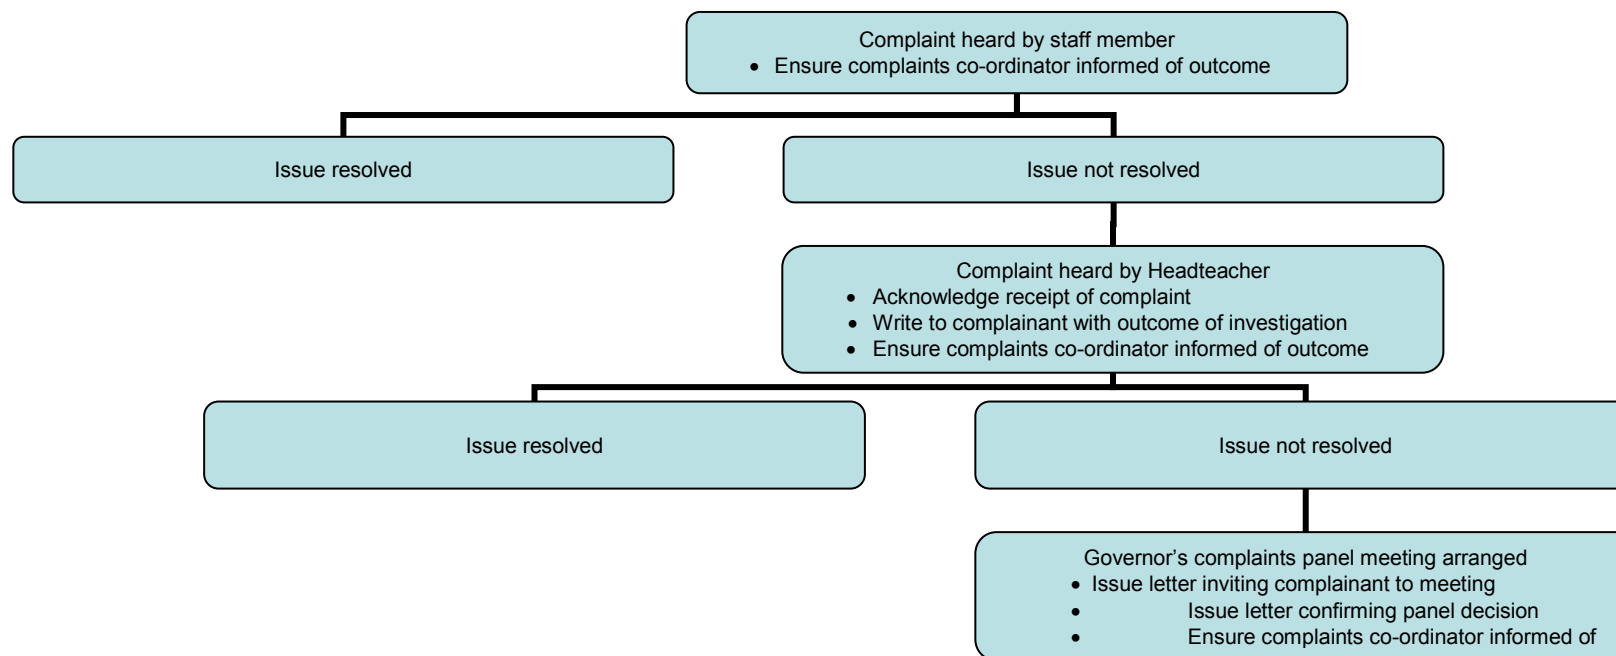 Complaint heard by staff member
• Ensure complaints co-ordinator informed of outcome
Issue resolved
Issue not resolved
Complaint heard by Headteacher
• Acknowledge receipt of complaint
• Write to complainant with outcome of investigation
• Ensure complaints co-ordinator informed of outcome
Issue resolved
Issue not resolved
Governor’s complaints panel meeting arranged
• Issue letter inviting complainant to meeting
• Issue letter confirming panel decision
• Ensure complaints co-ordinator informed of